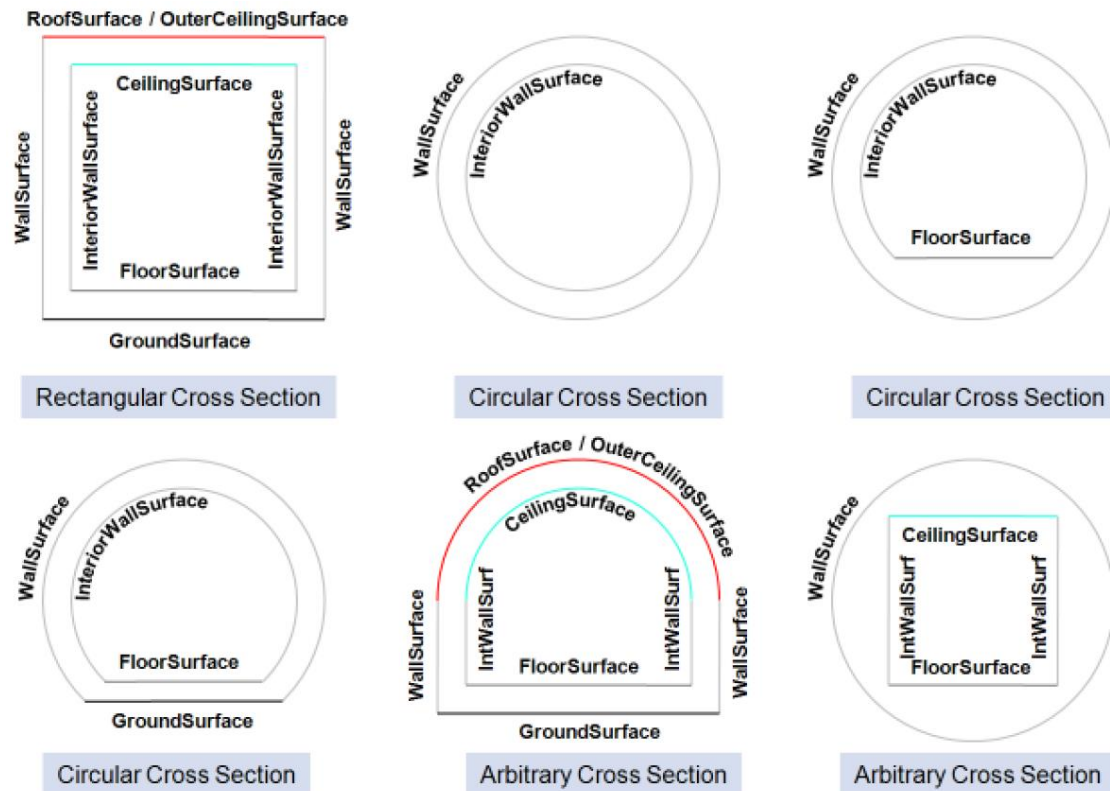 RoofSurface / OuterCeilingSurface
CeilingSurface
WallSurface
InteriorWallSurface
InteriorWallSurface
WallSurface
FloorSurface
GroundSurface
Rectangular Cross Section
WallSurface
InteriorWallSurface
Circular Cross Section
WallSurface
InteriorWallSurface
FloorSurface
Circular Cross Section
WallSurface
InteriorWallSurface
FloorSurface
GroundSurface
Circular Cross Section
RoofSurface / OuterCeilingSurface
CeilingSurface
WallSurface
IntWallSurf
IntWallSurf
WallSurface
FloorSurface
GroundSurface
Arbitrary Cross Section
WallSurface
CeilingSurface
IntWallSurf
IntWallSurf
FloorSurface
Arbitrary Cross Section